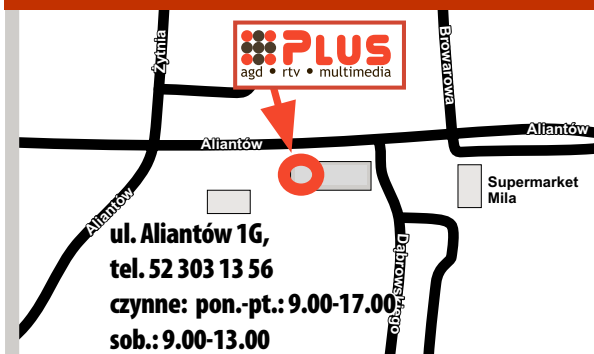 PLUS
agd • rtv • multimedia
Żytnia
Browarowa
Aliantów
Aliantów
Aliantów
Supermarket
Mila
Dąbrowskiego
ul. Aliantów 1G,
tel. 52 303 13 56
czynne: pon.-pt.: 9.00-17.00
sob.: 9.00-13.00